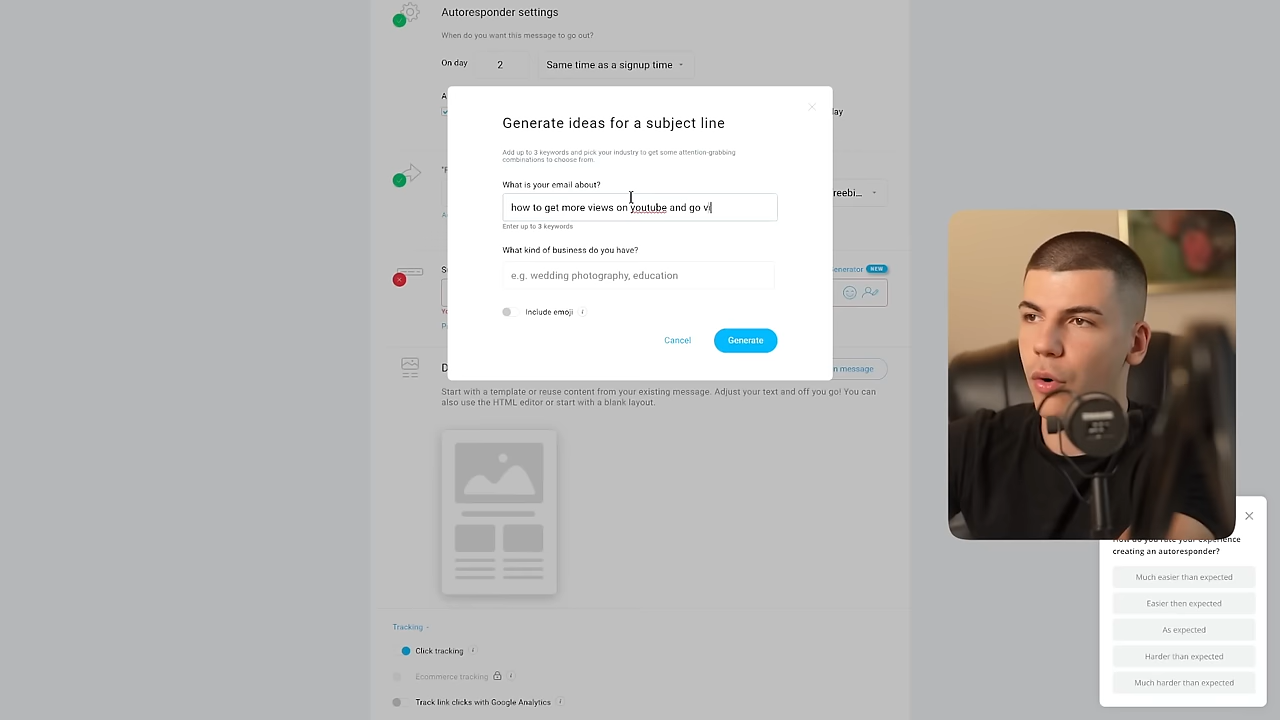 Autoresponder settings
When do you want this message to go out?
On day 2 Same time as a signup time
Generate ideas for a subject line
Add up to 3 keywords and pick your industry to get some attention-grabbing
combinations to choose from.
What is your email about?
how to get more views on youtube and go vi
Enter up to 3 keywords
What kind of business do you have?
e.g. wedding photography, education
Include emoji
Cancel Generate
Start with a template or reuse content from your existing message. Adjust your text and off you go! You can
also use the HTML editor or start with a blank layout.
Tracking
Click tracking
Ecommerce tracking
Track link clicks with Google Analytics
NEW
message
How do you rate your experience
creating an autoresponder?
Much easier than expected
Easier then expected
As expected
Harder than expected
Much harder than expected